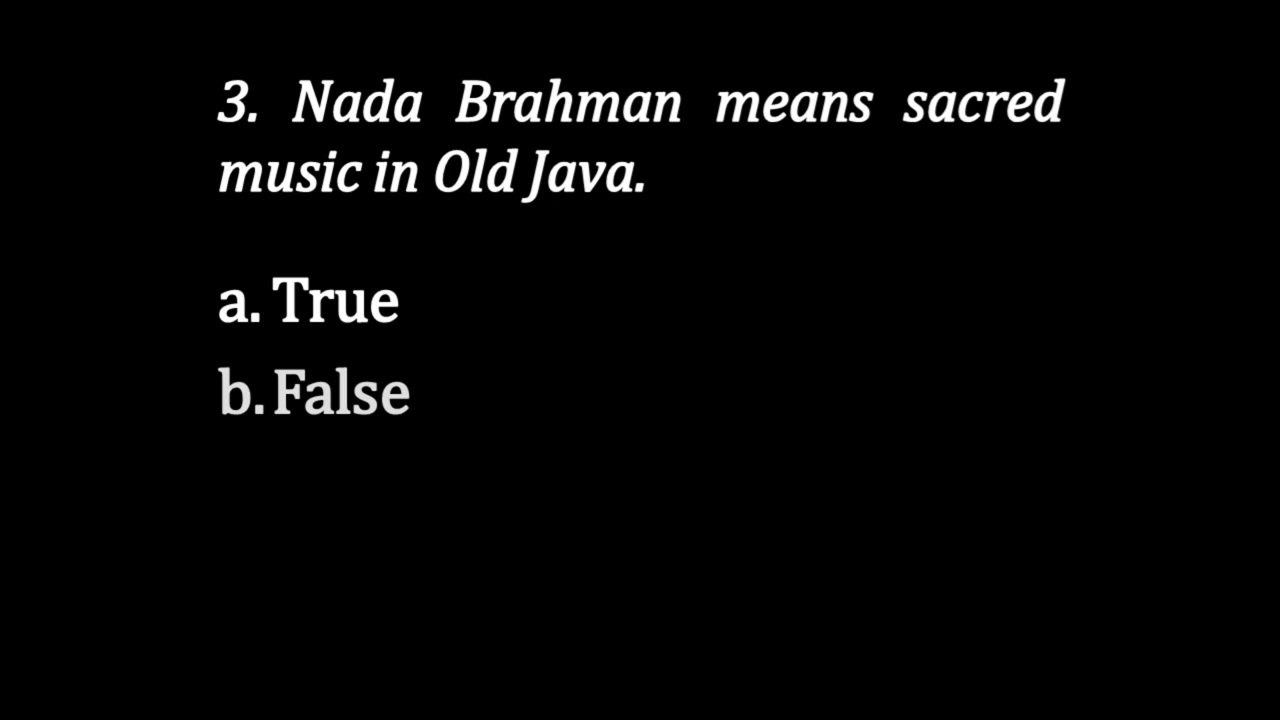 3. Nada Brahman means sacred
music in Old Java.
a. True
b. False